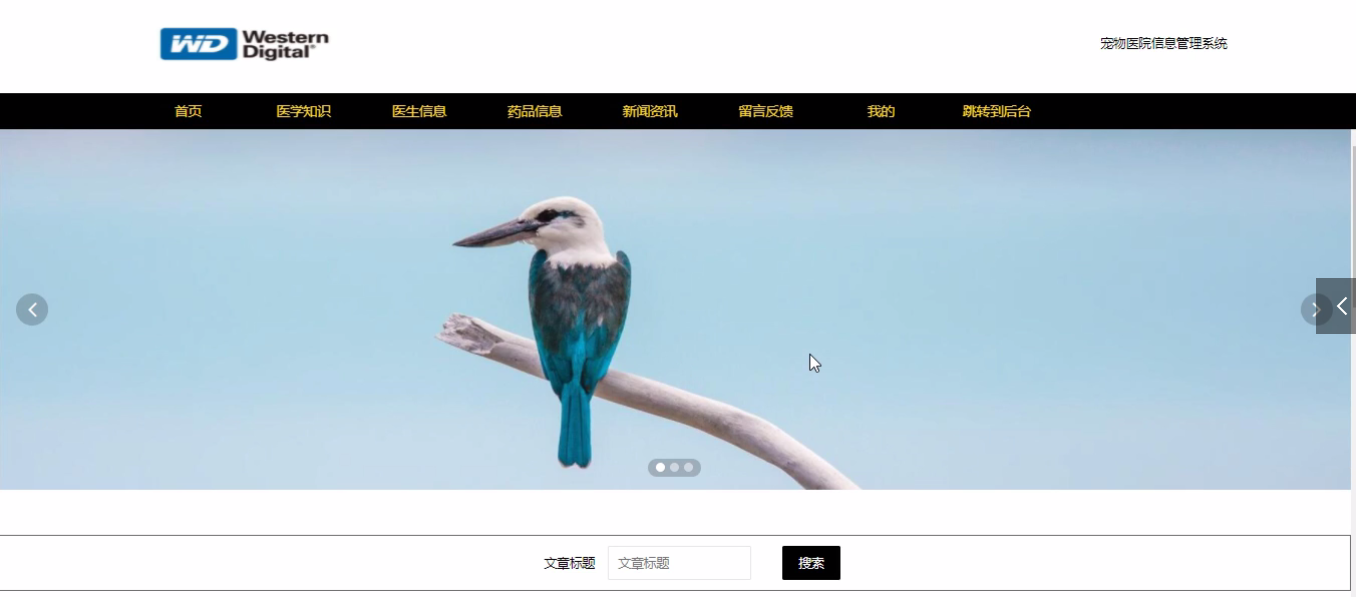 WD Western Digital®
宠物医院信息管理系统
首页 医学知识 医生信息 药品信息 新闻资讯 留言反馈 我的 跳转到后台
文章标题 文章标题 搜索